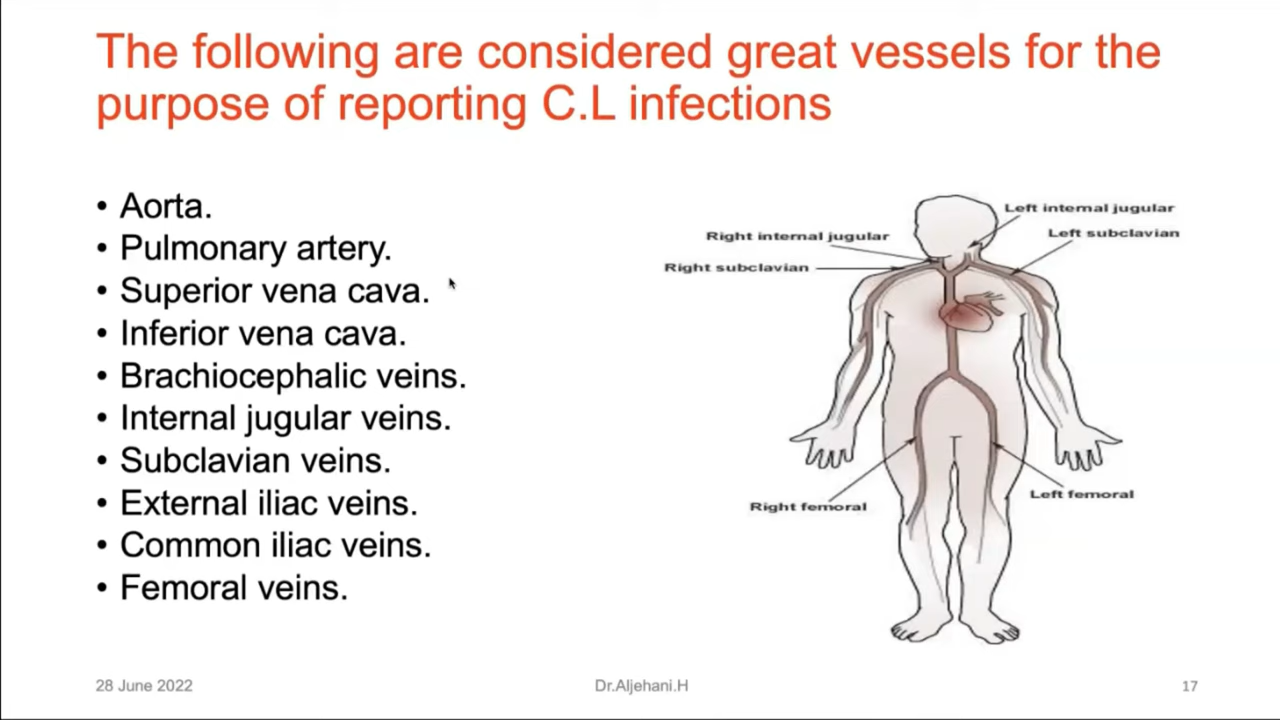 The following are considered great vessels for the
purpose of reporting C.L infections
• Aorta.
• Pulmonary artery.
• Superior vena cava.
• Inferior vena cava.
• Brachiocephalic veins.
• Internal jugular veins.
• Subclavian veins.
• External iliac veins.
• Common iliac veins.
• Femoral veins.
Left internal jugular
Right internal jugular
Left subclavian
Right subclavian
Left femoral
Right femoral
28 June 2022
Dr.Aljehani.H
17